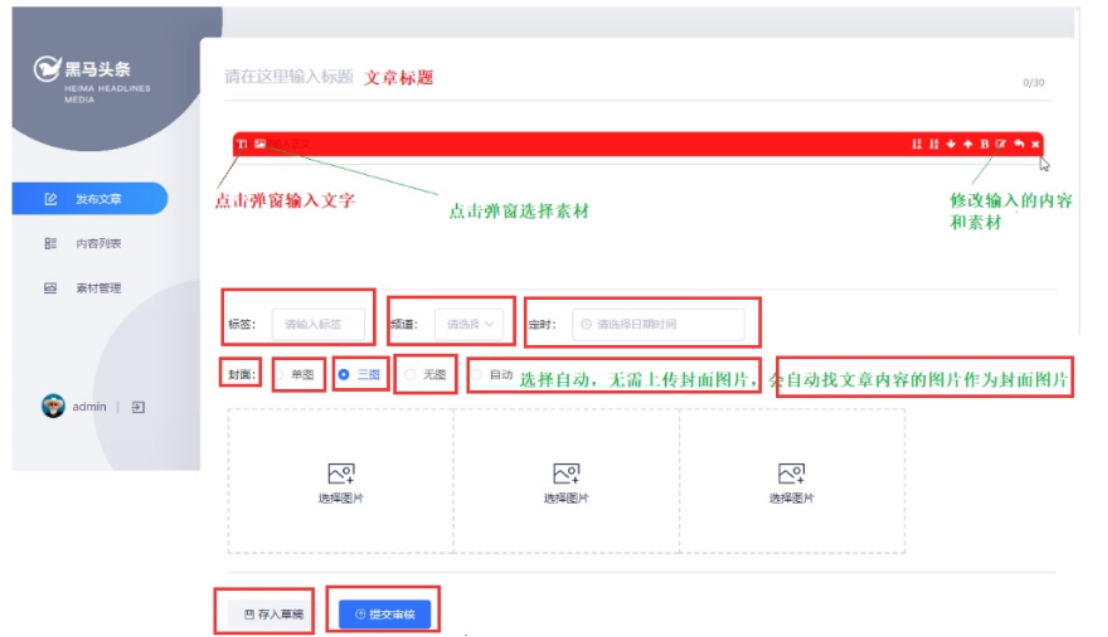 黑马头条
HEIMA HEADLINES
MEDIA
发布文章
内容列表
素材管理
admin
请在这里输入标题 文章标题
0/30
点击弹窗输入文字
点击弹窗选择素材
修改输入的内容
和素材
标签: 请输入标签 频道: 请选择 定时: 请选择日期时间
封面: 单图 三图 无图 自动 选择自动，无需上传封面图片，会自动找文章内容的图片作为封面图片
选择图片 选择图片 选择图片
存入草稿 提交审核